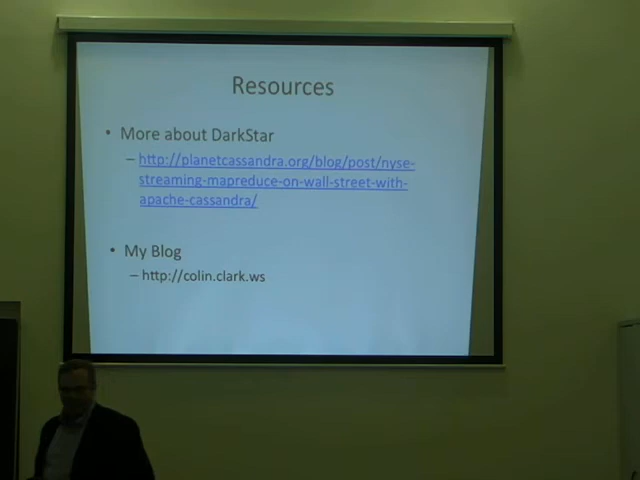 Resources
• More about DarkStar
– http://planetcassandra.org/blog/post/nyse-
streaming-mapreduce-on-wall-street-with-
apache-cassandra/
• My Blog
– http://colin.clark.ws